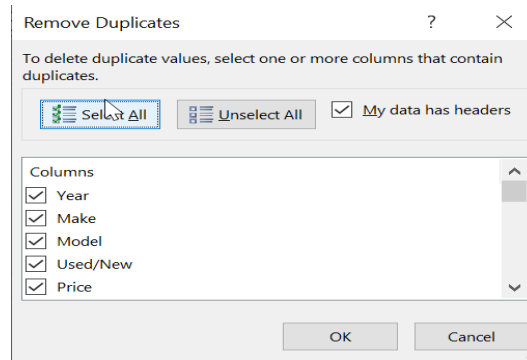 Remove Duplicates ?
To delete duplicate values, select one or more columns that contain
duplicates.
Select All Unselect All My data has headers
Columns
Year
Make
Model
Used/New
Price
OK Cancel